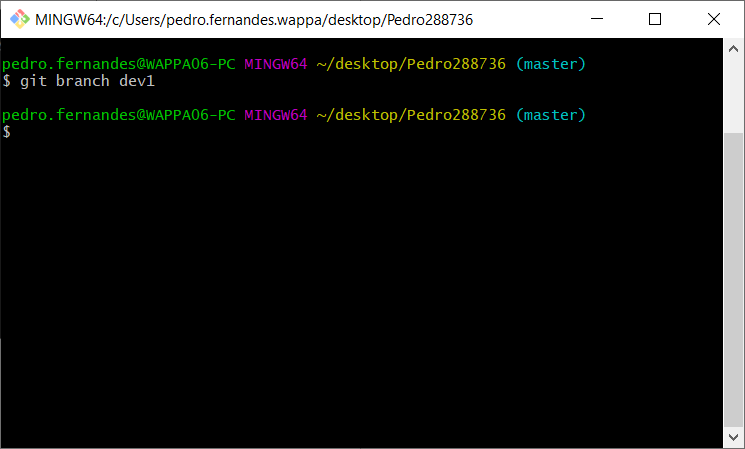 MINGW64:/c/Users/pedro.fernandes.wappa/desktop/Pedro288736
pedro.fernandes@WAPPA06-PC MINGW64 ~/desktop/Pedro288736 (master)
$ git branch dev1
pedro.fernandes@WAPPA06-PC MINGW64 ~/desktop/Pedro288736 (master)
$